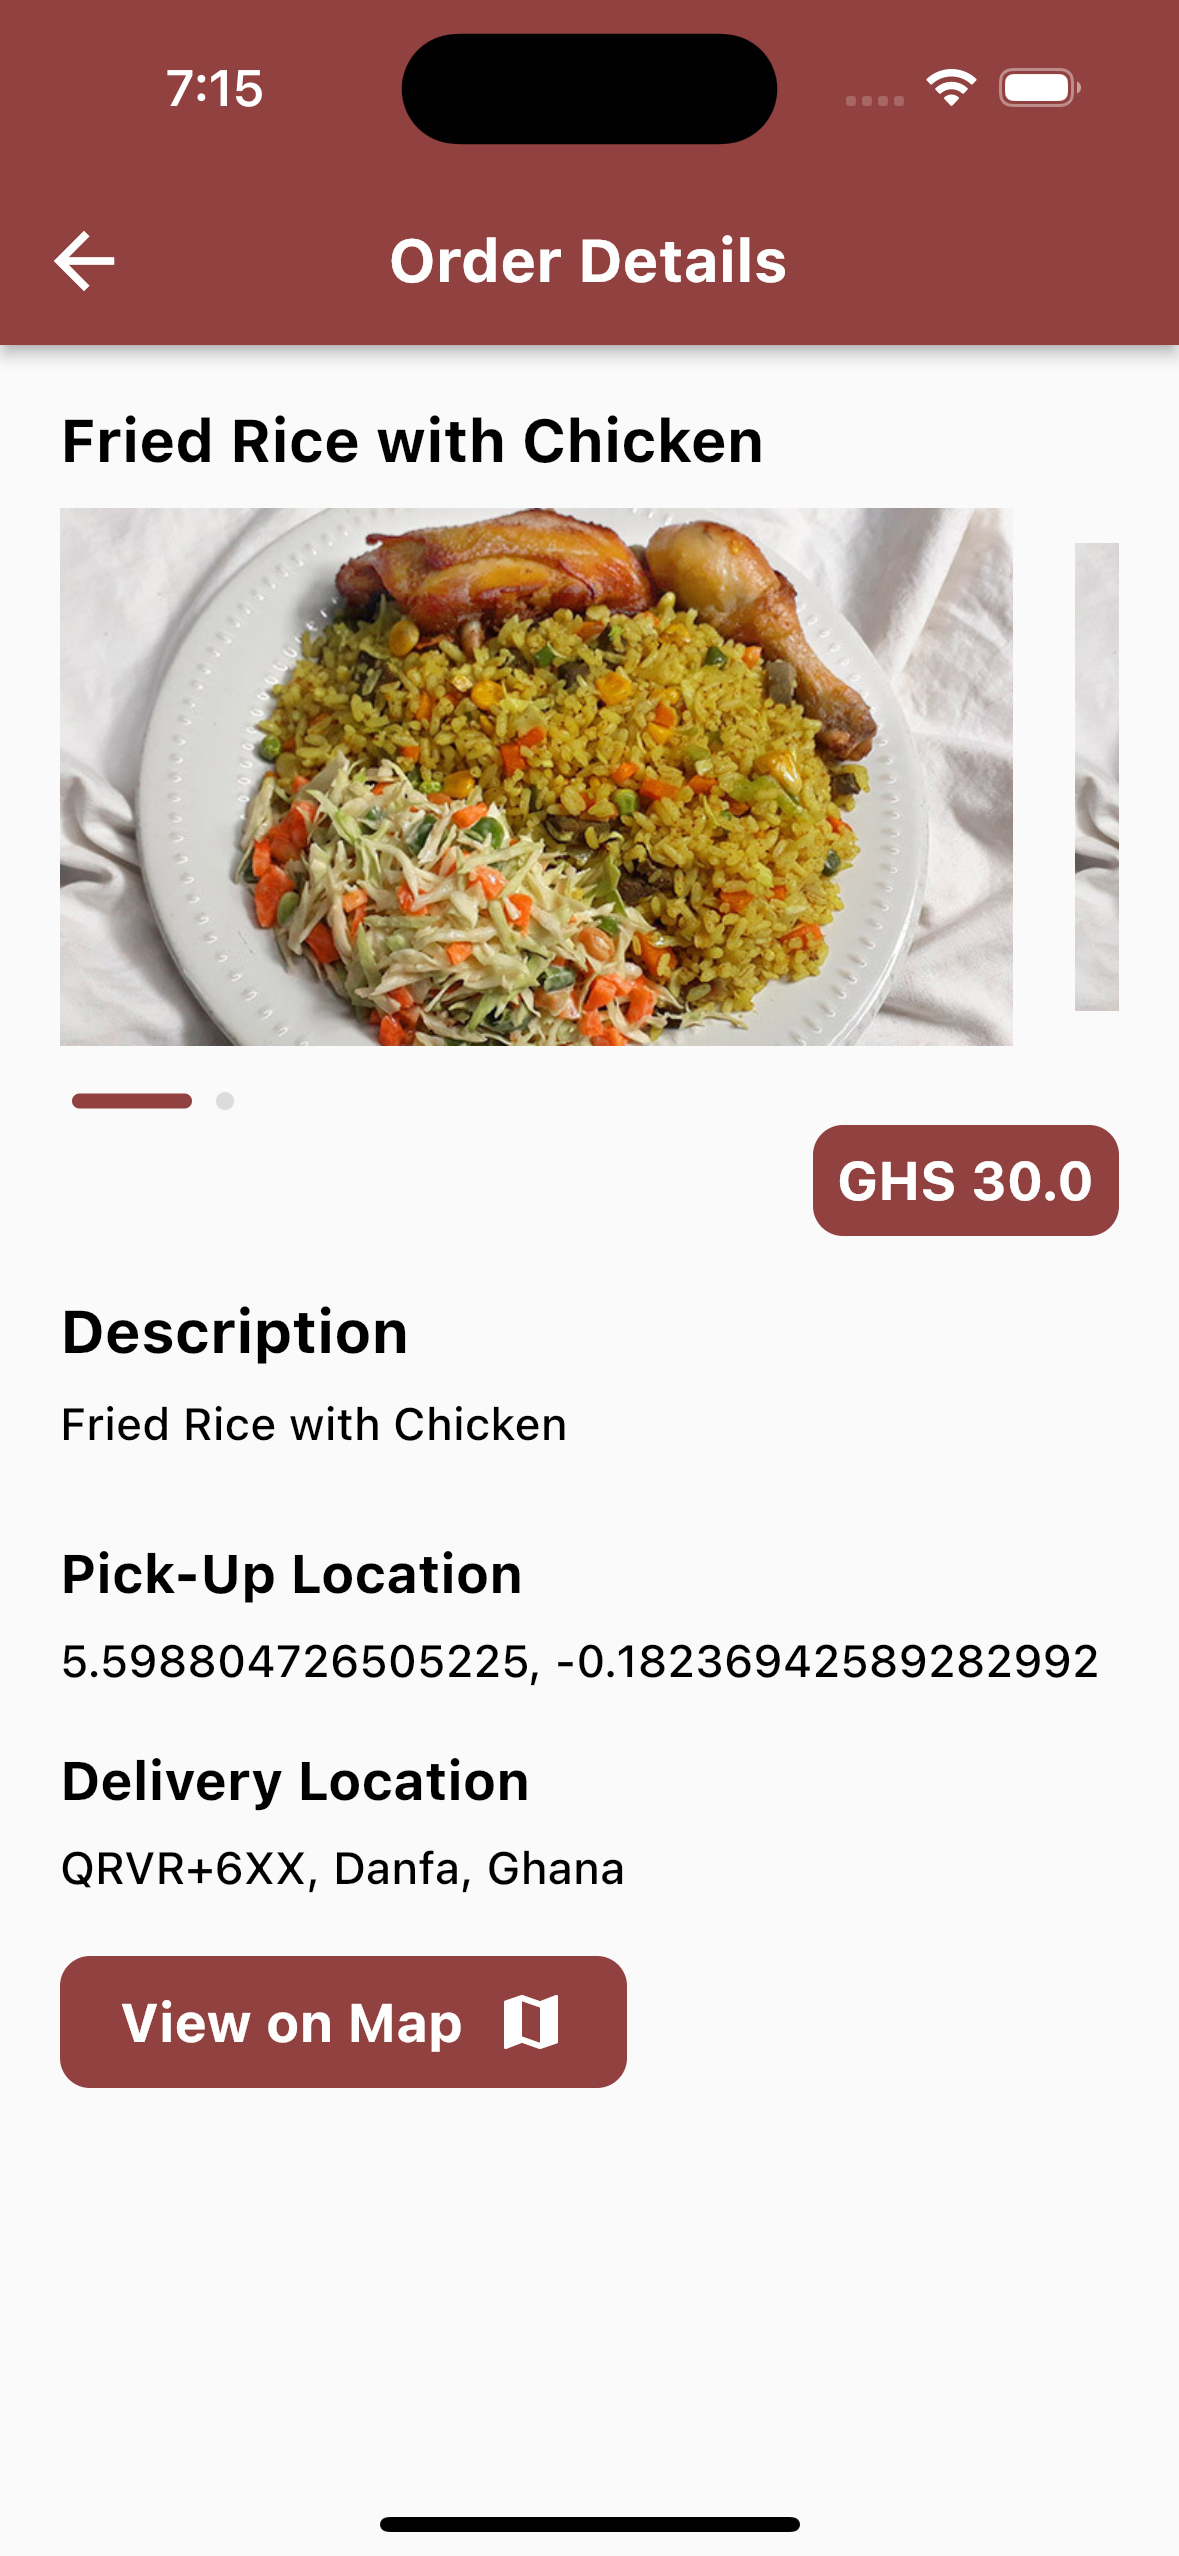 7:15
Order Details
Fried Rice with Chicken
GHS 30.0
Description
Fried Rice with Chicken
Pick-Up Location
5.598804726505225, -0.18236942589282992
Delivery Location
QRVR+6XX, Danfa, Ghana
View on Map